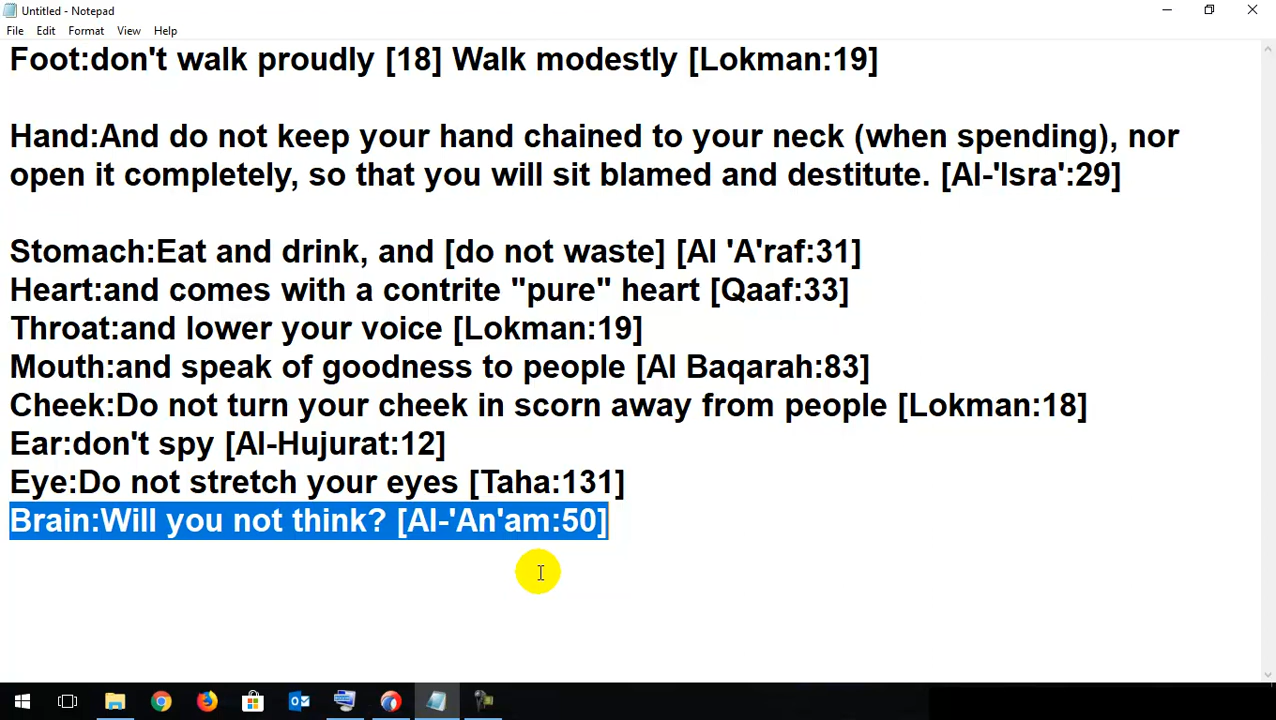 Untitled - Notepad
File Edit Format View Help
Foot:don't walk proudly [18] Walk modestly [Lokman:19]
Hand:And do not keep your hand chained to your neck (when spending), nor
open it completely, so that you will sit blamed and destitute. [Al-'Isra':29]
Stomach:Eat and drink, and [do not waste] [Al 'A'raf:31]
Heart:and comes with a contrite "pure" heart [Qaaf:33]
Throat:and lower your voice [Lokman:19]
Mouth:and speak of goodness to people [Al Baqarah:83]
Cheek:Do not turn your cheek in scorn away from people [Lokman:18]
Ear:don't spy [Al-Hujurat:12]
Eye:Do not stretch your eyes [Taha:131]
Brain:Will you not think? [Al-'An'am:50]